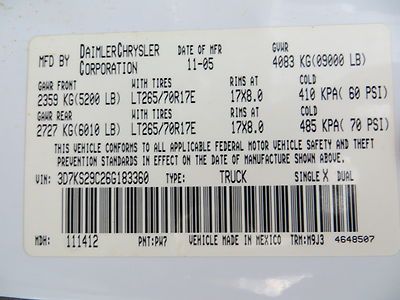 MFD BY DAIMLERCHRYSLER CORPORATION DATE OF MFR 11-05 GVWR 4083 KG(09000 LB)
GAWR FRONT WITH TIRES RIMS AT COLD
2359 KG(5200 LB) LT265/70R17E 17X8.0 410 KPA( 60 PSI)
GAWR REAR WITH TIRES RIMS AT COLD
2727 KG(6010 LB) LT265/70R17E 17X8.0 485 KPA( 70 PSI)
THIS VEHICLE CONFORMS TO ALL APPLICABLE FEDERAL MOTOR VEHICLE SAFETY AND THEFT
PREVENTION STANDARDS IN EFFECT ON THE DATE OF MANUFACTURE SHOWN ABOVE.
VIN: 3D7KS29C26G183360 TYPE: TRUCK SINGLE X DUAL
MDH: 111412 PNT:PW7 VEHICLE MADE IN MEXICO TRM:M9J3 4648507